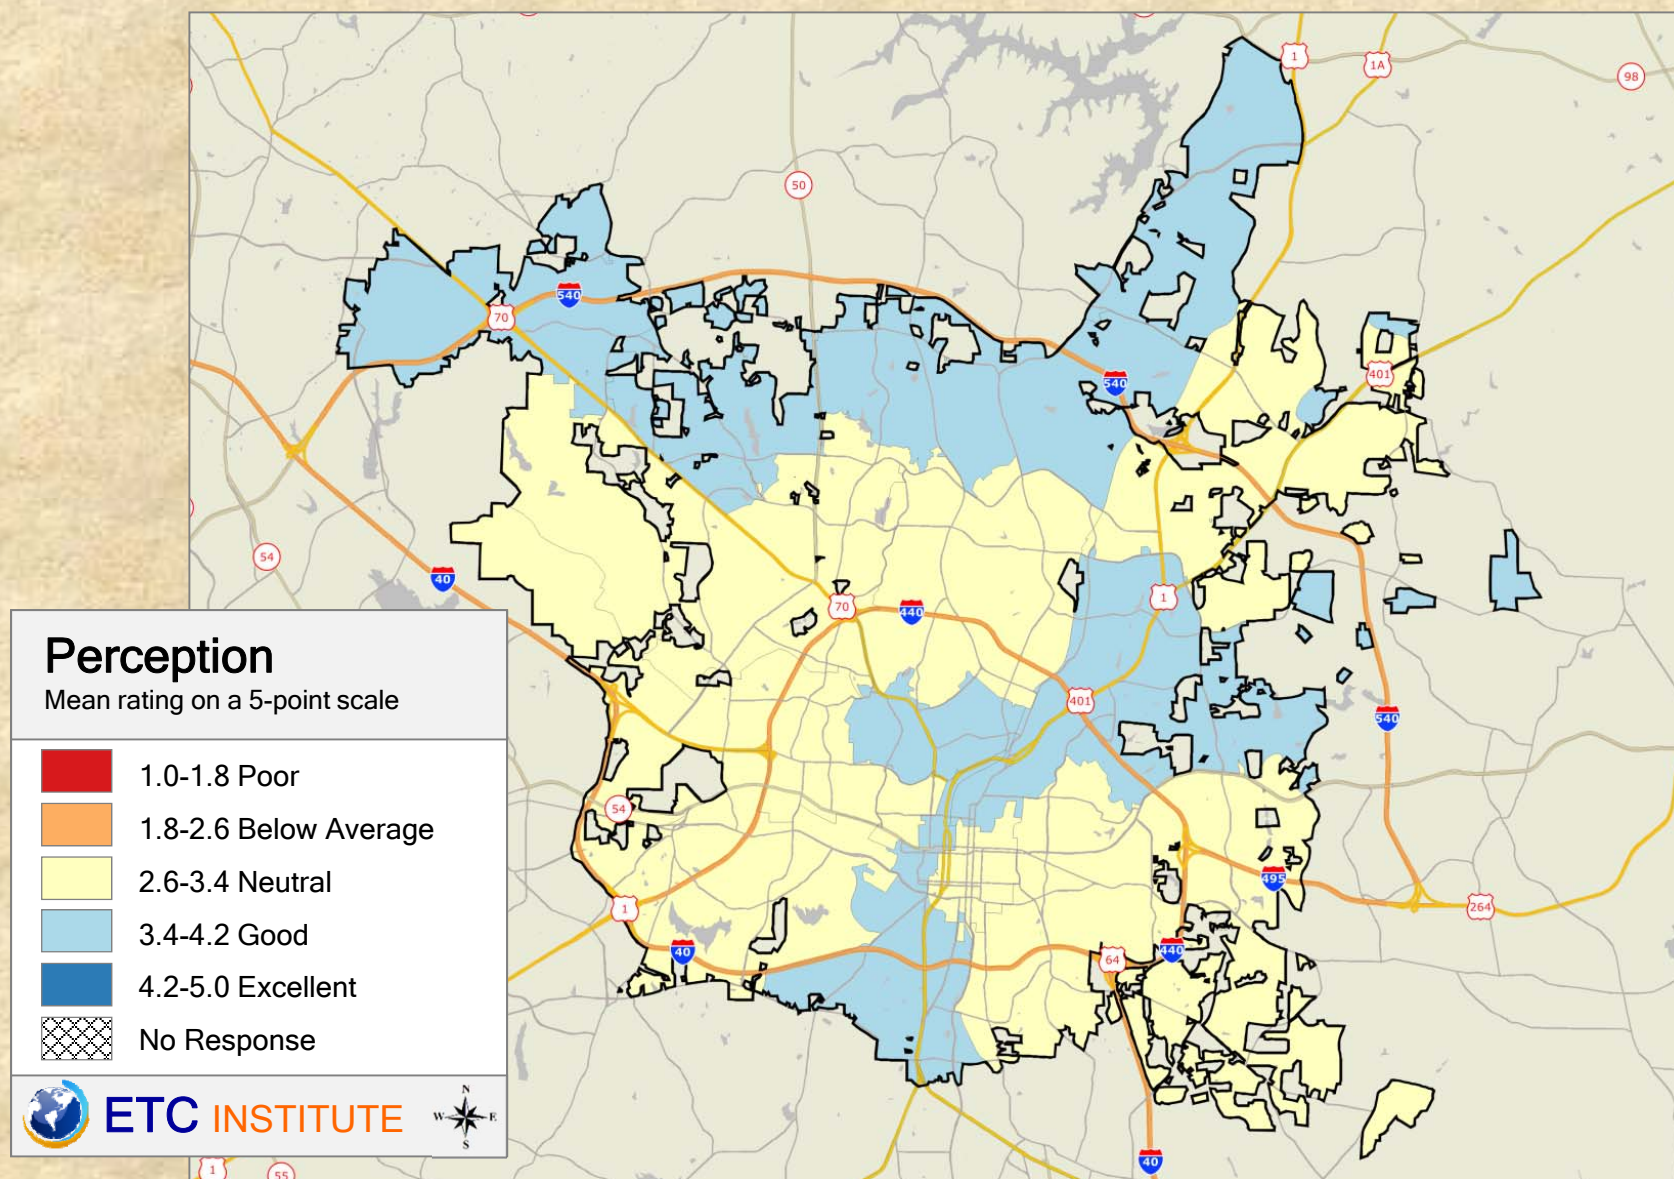 1
1A
98
50
540
70
401
540
54
40
70
440
1
Perception
Mean rating on a 5-point scale
401
540
1.0-1.8 Poor
54
1.8-2.6 Below Average
2.6-3.4 Neutral
495
1
264
3.4-4.2 Good
40
440
64
4.2-5.0 Excellent
No Response
ETC INSTITUTE
N
W E
S
40
1
55